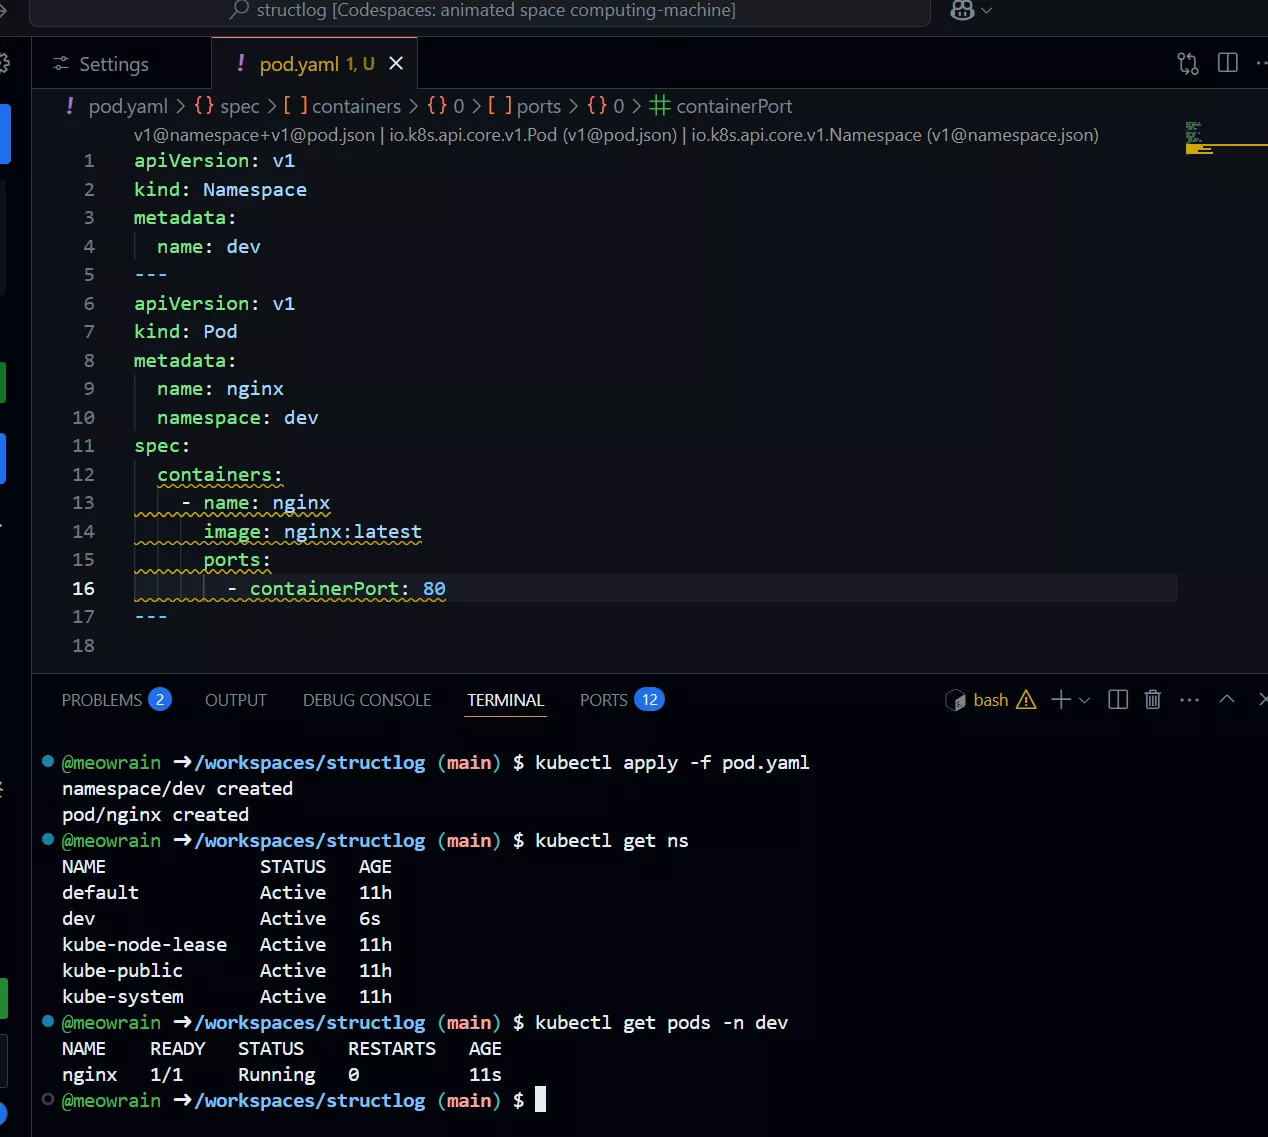 structlog [Codespaces: animated space computing-machine]
Settings
! pod.yaml 1, U
! pod.yaml > {} spec > [ ] containers > {} 0 > [ ] ports > {} 0 > containerPort
v1@namespace+v1@pod.json | io.k8s.api.core.v1.Pod (v1@pod.json) | io.k8s.api.core.v1.Namespace (v1@namespace.json)
1 apiVersion: v1
2 kind: Namespace
3 metadata:
4   name: dev
5 ---
6 apiVersion: v1
7 kind: Pod
8 metadata:
9   name: nginx
10   namespace: dev
11 spec:
12   containers:
13     - name: nginx
14       image: nginx:latest
15       ports:
16         - containerPort: 80
17 ---
18
PROBLEMS 2 OUTPUT DEBUG CONSOLE TERMINAL PORTS 12 bash
@meowrain ➜/workspaces/structlog (main) $ kubectl apply -f pod.yaml
namespace/dev created
pod/nginx created
@meowrain ➜/workspaces/structlog (main) $ kubectl get ns
NAME STATUS AGE
default Active 11h
dev Active 6s
kube-node-lease Active 11h
kube-public Active 11h
kube-system Active 11h
@meowrain ➜/workspaces/structlog (main) $ kubectl get pods -n dev
NAME READY STATUS RESTARTS AGE
nginx 1/1 Running 0 11s
@meowrain ➜/workspaces/structlog (main) $